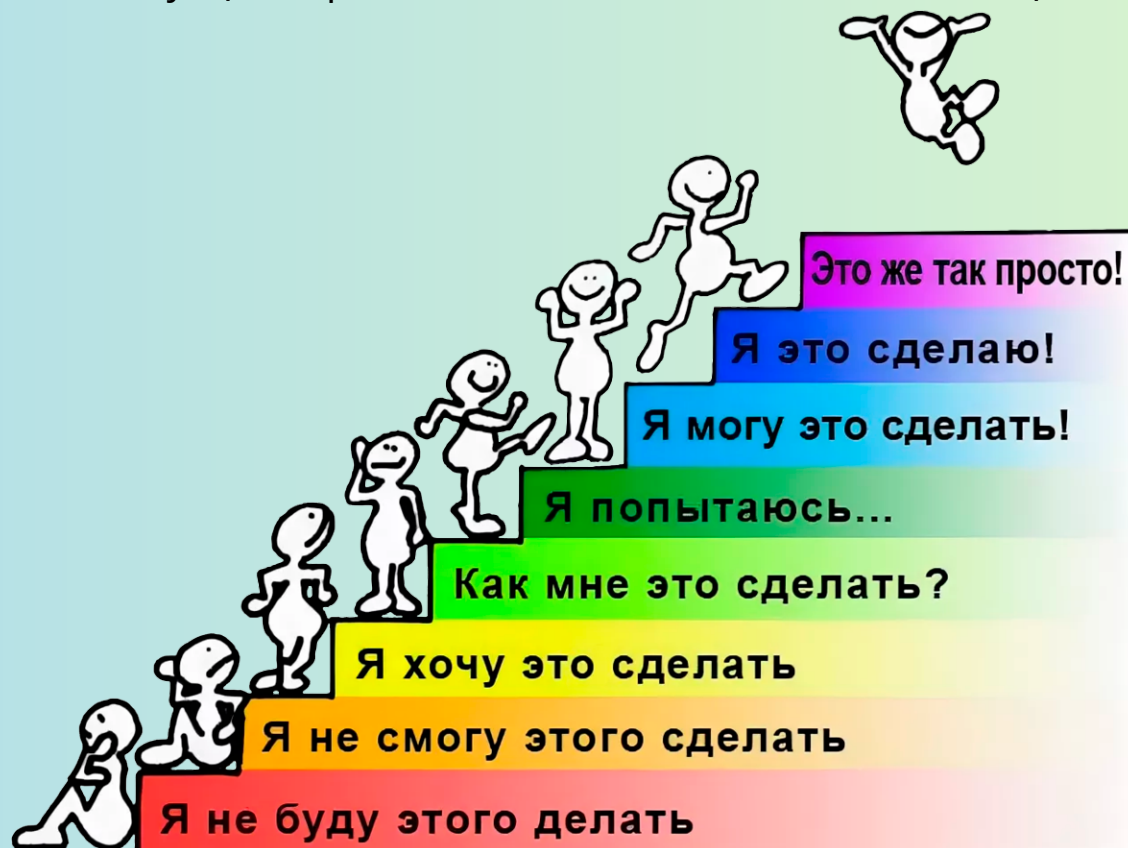 Это же так просто!
Я это сделаю!
Я могу это сделать!
Я попытаюсь...
Как мне это сделать?
Я хочу это сделать
Я не смогу этого сделать
Я не буду этого делать